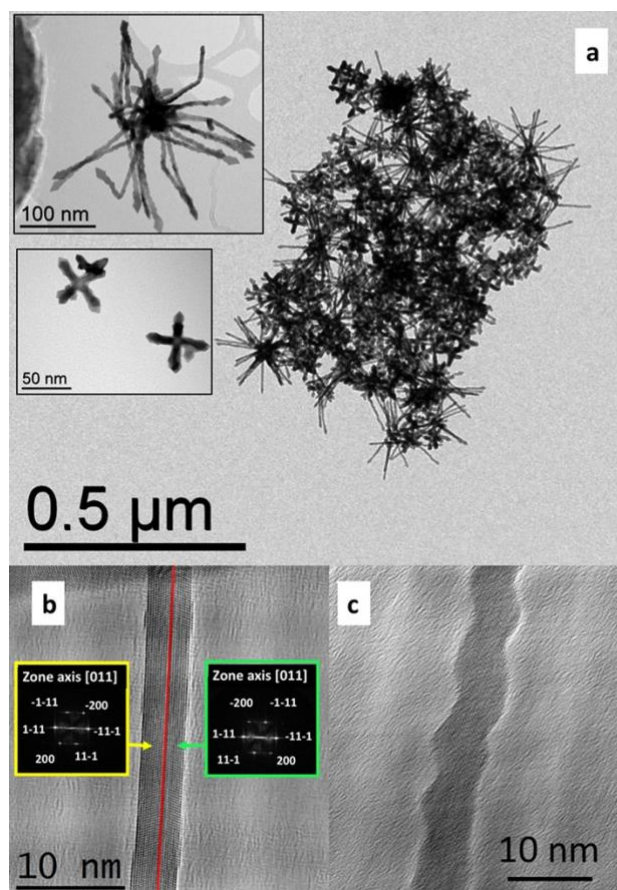 a
100 nm
50 nm
0.5 µm
b
Zone axis [011]
-1-11 -200
1-11 -11-1
200 11-1
Zone axis [011]
-200 -1-11
1-11 -11-1
11-1 200
10 nm
c
10 nm